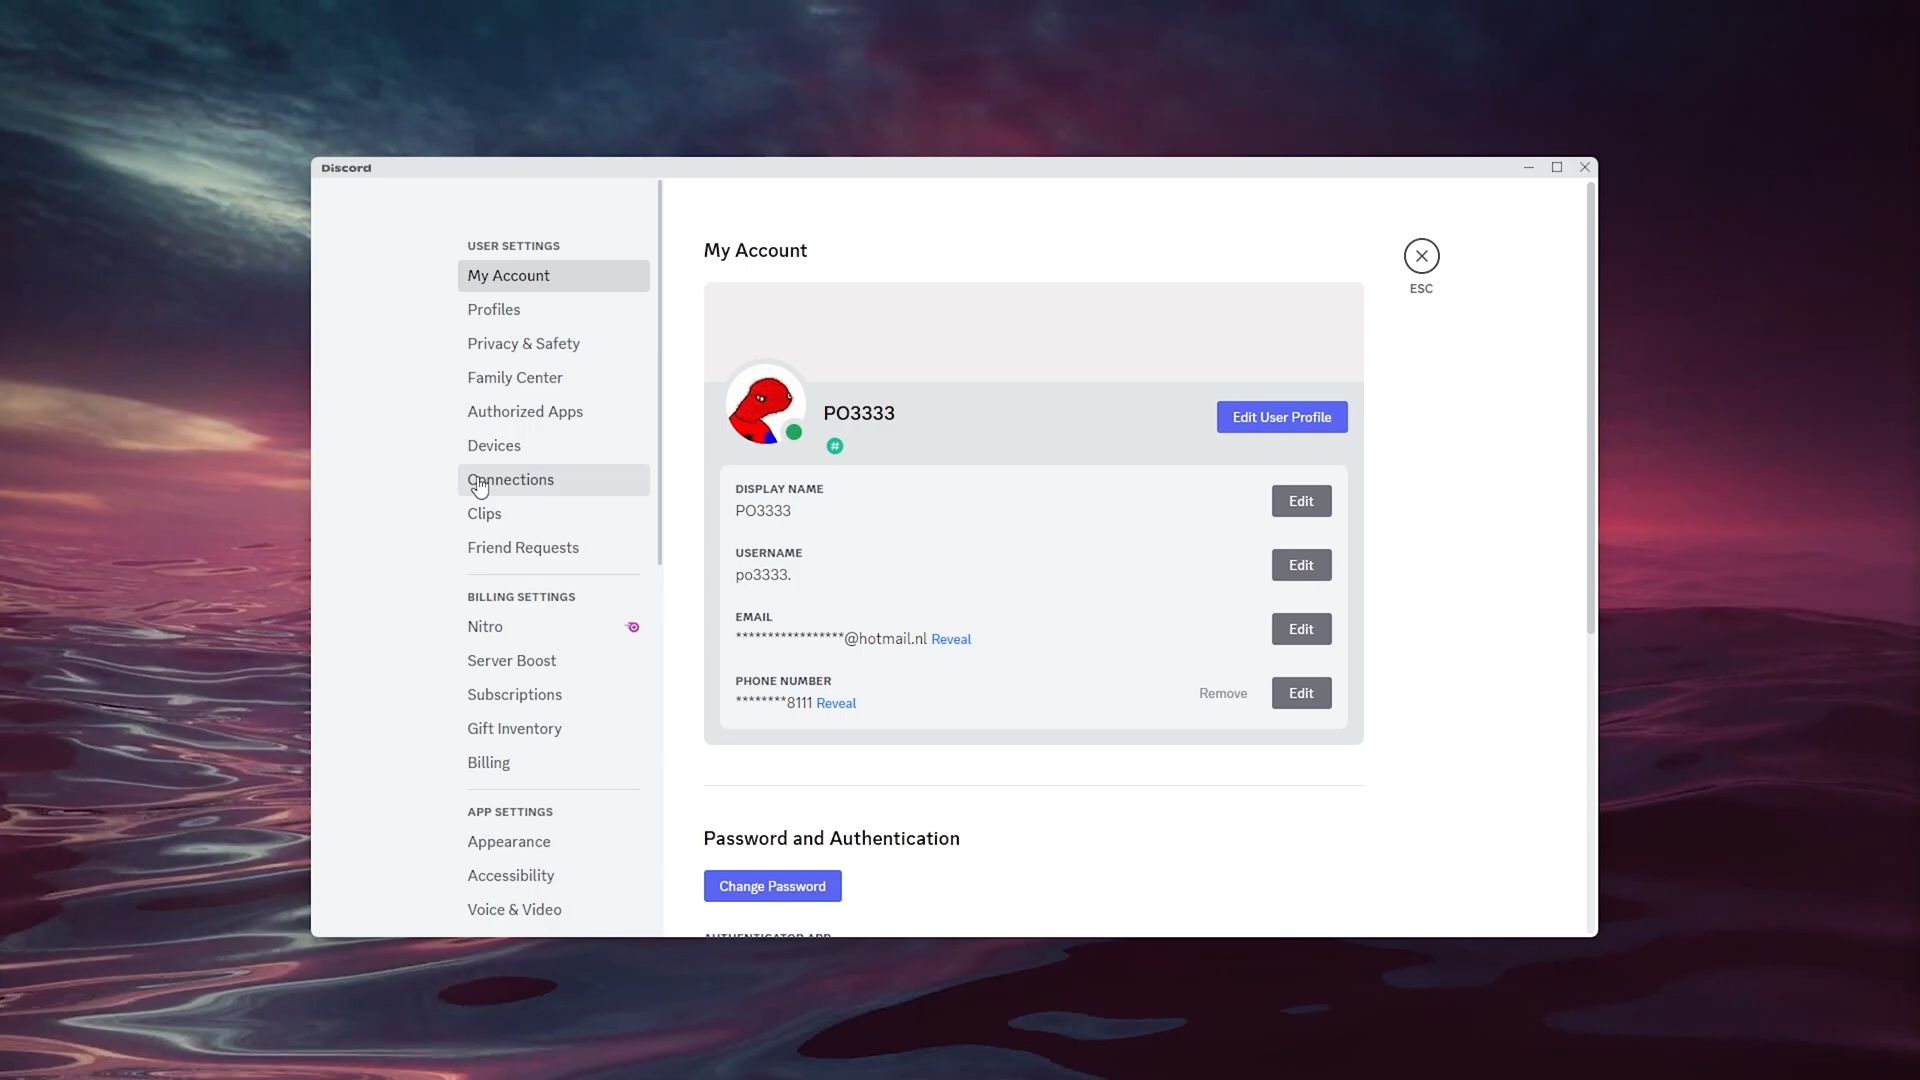 Discord
USER SETTINGS
My Account
Profiles
Privacy & Safety
Family Center
Authorized Apps
Devices
Connections
Clips
Friend Requests
BILLING SETTINGS
Nitro
Server Boost
Subscriptions
Gift Inventory
Billing
APP SETTINGS
Appearance
Accessibility
Voice & Video
My Account
ESC
PO3333
#
Edit User Profile
DISPLAY NAME
PO3333
Edit
USERNAME
po3333.
Edit
EMAIL
*****************@hotmail.nl Reveal
Edit
PHONE NUMBER
********8111 Reveal
Remove
Edit
Password and Authentication
Change Password
AUTHENTICATOR APP